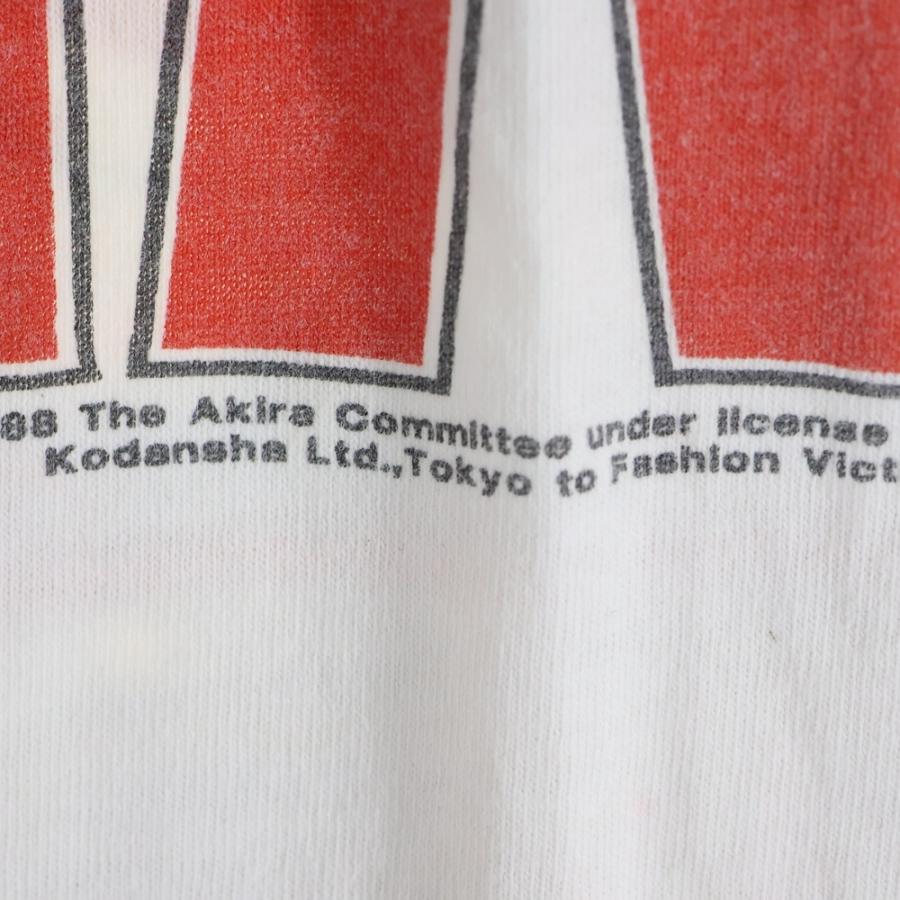 88 The Akira Committee under license
Kodansha Ltd.,Tokyo to Fashion Vict